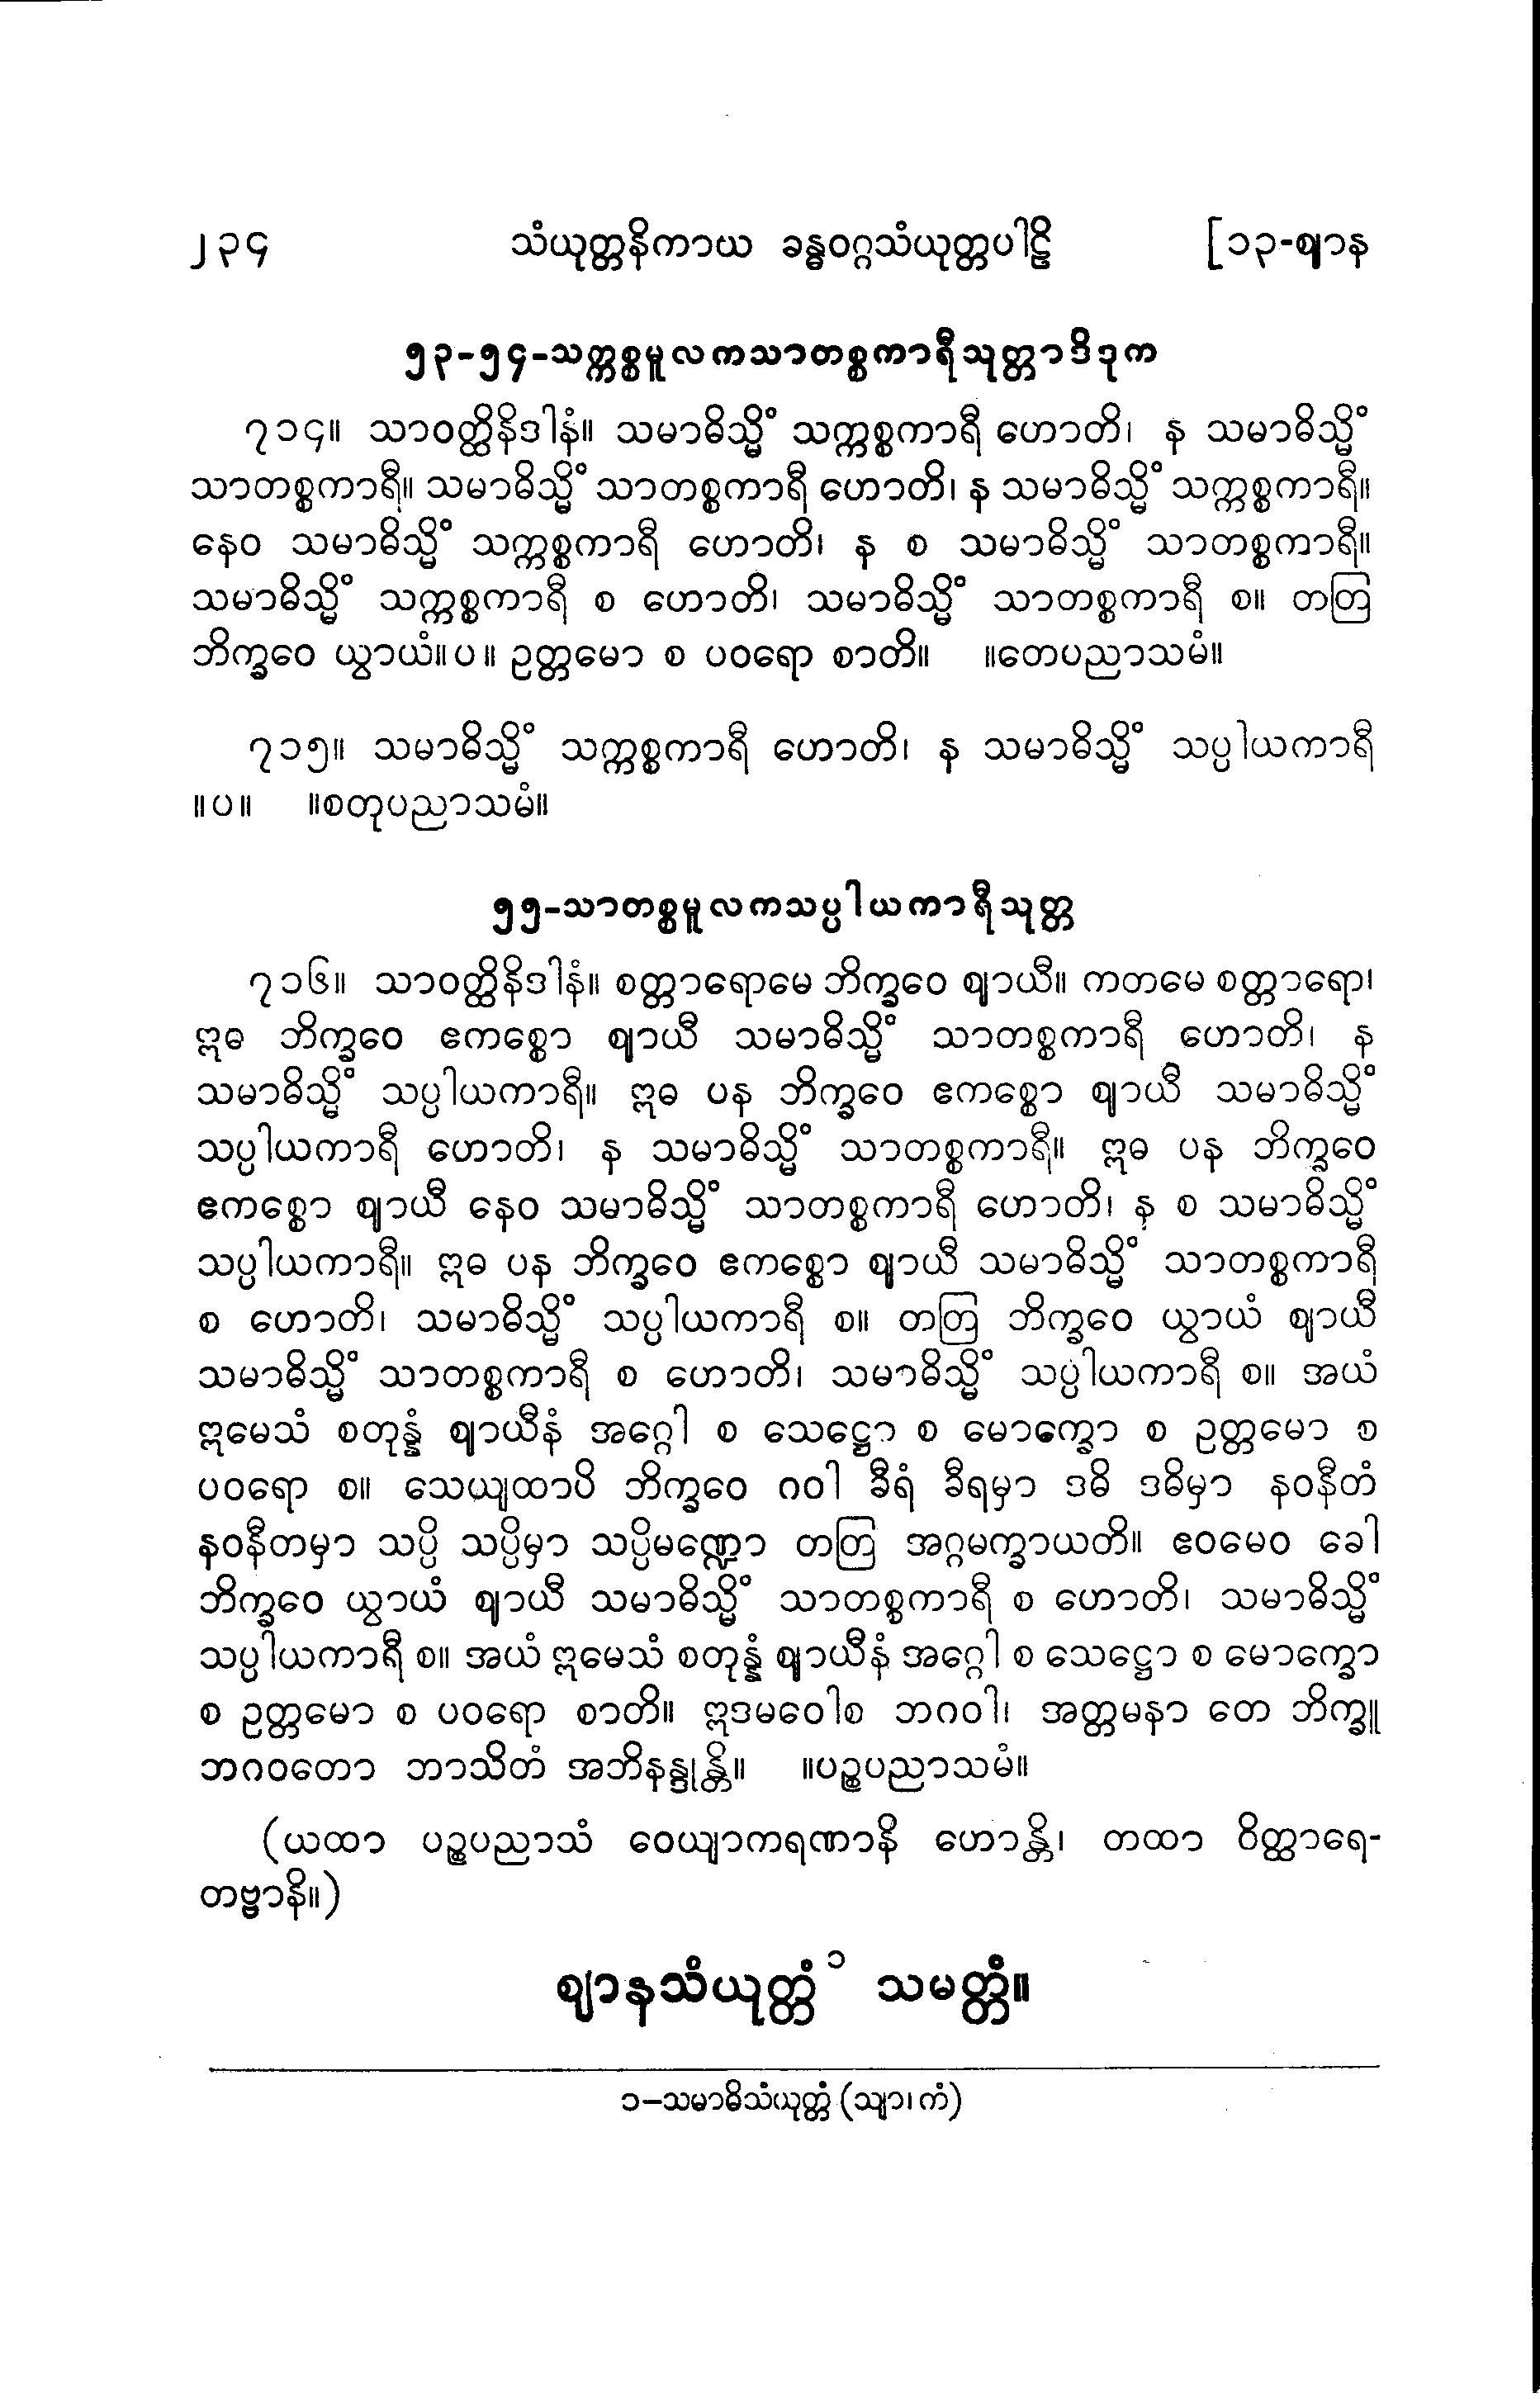 ၂၃၄ သံယုတ္တနိကာယ ခန္ဓဝဂ္ဂသံယုတ္တပါဠိ [၁၃-ဈာန
၅၃-၅၄-သက္ကစ္စမူလကသာတစ္စကာရီသုတ္တာဒိဒုက
၇၁၄။ သာဝတ္ထိနိဒါနံ။ သမာဓိသ္မိံ သက္ကစ္စကာရီ ဟောတိ၊ န သမာဓိသ္မိံ
သာတစ္စကာရီ။ သမာဓိသ္မိံ သာတစ္စကာရီ ဟောတိ၊ န သမာဓိသ္မိံ သက္ကစ္စကာရီ။
နေဝ သမာဓိသ္မိံ သက္ကစ္စကာရီ ဟောတိ၊ န စ သမာဓိသ္မိံ သာတစ္စကာရီ။
သမာဓိသ္မိံ သက္ကစ္စကာရီ စ ဟောတိ၊ သမာဓိသ္မိံ သာတစ္စကာရီ စ။ တတြ
ဘိက္ခဝေ ယွာယံ။ပ။ ဥတ္တမော စ ပဝရော စာတိ။ ။တေပညာသမံ။
၇၁၅။ သမာဓိသ္မိံ သက္ကစ္စကာရီ ဟောတိ၊ န သမာဓိသ္မိံ သပ္ပါယကာရီ
။ပ။ ။စတုပညာသမံ။
၅၅-သာတစ္စမူလကသပ္ပါယကာရီသုတ္တ
၇၁၆။ သာဝတ္ထိနိဒါနံ။ စတ္တာရောမေ ဘိက္ခဝေ ဈာယီ။ ကတမေ စတ္တာရော၊
ဣဓ ဘိက္ခဝေ ဧကစ္စော ဈာယီ သမာဓိသ္မိံ သာတစ္စကာရီ ဟောတိ၊ န
သမာဓိသ္မိံ သပ္ပါယကာရီ။ ဣဓ ပန ဘိက္ခဝေ ဧကစ္စော ဈာယီ သမာဓိသ္မိံ
သပ္ပါယကာရီ ဟောတိ၊ န သမာဓိသ္မိံ သာတစ္စကာရီ။ ဣဓ ပန ဘိက္ခဝေ
ဧကစ္စော ဈာယီ နေဝ သမာဓိသ္မိံ သာတစ္စကာရီ ဟောတိ၊ န စ သမာဓိသ္မိံ
သပ္ပါယကာရီ။ ဣဓ ပန ဘိက္ခဝေ ဧကစ္စော ဈာယီ သမာဓိသ္မိံ သာတစ္စကာရီ
စ ဟောတိ၊ သမာဓိသ္မိံ သပ္ပါယကာရီ စ။ တတြ ဘိက္ခဝေ ယွာယံ ဈာယီ
သမာဓိသ္မိံ သာတစ္စကာရီ စ ဟောတိ၊ သမာဓိသ္မိံ သပ္ပါယကာရီ စ။ အယံ
ဣမေသံ စတုန္နံ ဈာယီနံ အဂ္ဂေါ စ သေဋ္ဌော စ မောက္ခော စ ဥတ္တမော စ
ပဝရော စ။ သေယျထာပိ ဘိက္ခဝေ ဂဝါ ခီရံ ခီရမှာ ဒဓိ ဒဓိမှာ နဝနီတံ
နဝနီတမှာ သပ္ပိ သပ္ပိမှာ သပ္ပိမဏ္ဍော တတြ အဂ္ဂမက္ခာယတိ။ ဧဝမေဝ ခေါ
ဘိက္ခဝေ ယွာယံ ဈာယီ သမာဓိသ္မိံ သာတစ္စကာရီ စ ဟောတိ၊ သမာဓိသ္မိံ
သပ္ပါယကာရီ စ။ အယံ ဣမေသံ စတုန္နံ ဈာယီနံ အဂ္ဂေါ စ သေဋ္ဌော စ မောက္ခော
စ ဥတ္တမော စ ပဝရော စာတိ။ ဣဒမဝေါစ ဘဂဝါ၊ အတ္တမနာ တေ ဘိက္ခူ
ဘဂဝတော ဘာသိတံ အဘိနန္ဒုန္တိ။ ။ပဉ္စပညာသမံ။
(ယထာ ပဉ္စပညာသံ ဝေယျာကရဏာနိ ဟောန္တိ၊ တထာ ဝိတ္ထာရေ-
တဗ္ဗာနိ။)
ဈာနသံယုတ္တံ ၁ သမတ္တံ။
၁–သမာဓိသံယုတ္တံ (သျာ၊ ကံ)